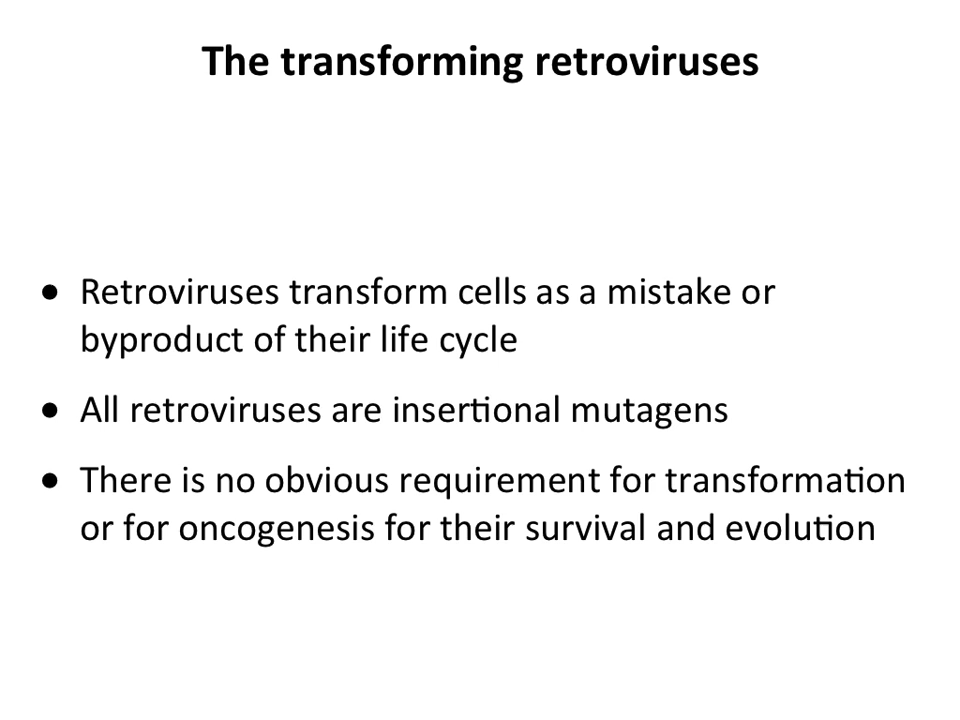 The transforming retroviruses
• Retroviruses transform cells as a mistake or
byproduct of their life cycle
• All retroviruses are insertional mutagens
• There is no obvious requirement for transformation
or for oncogenesis for their survival and evolution